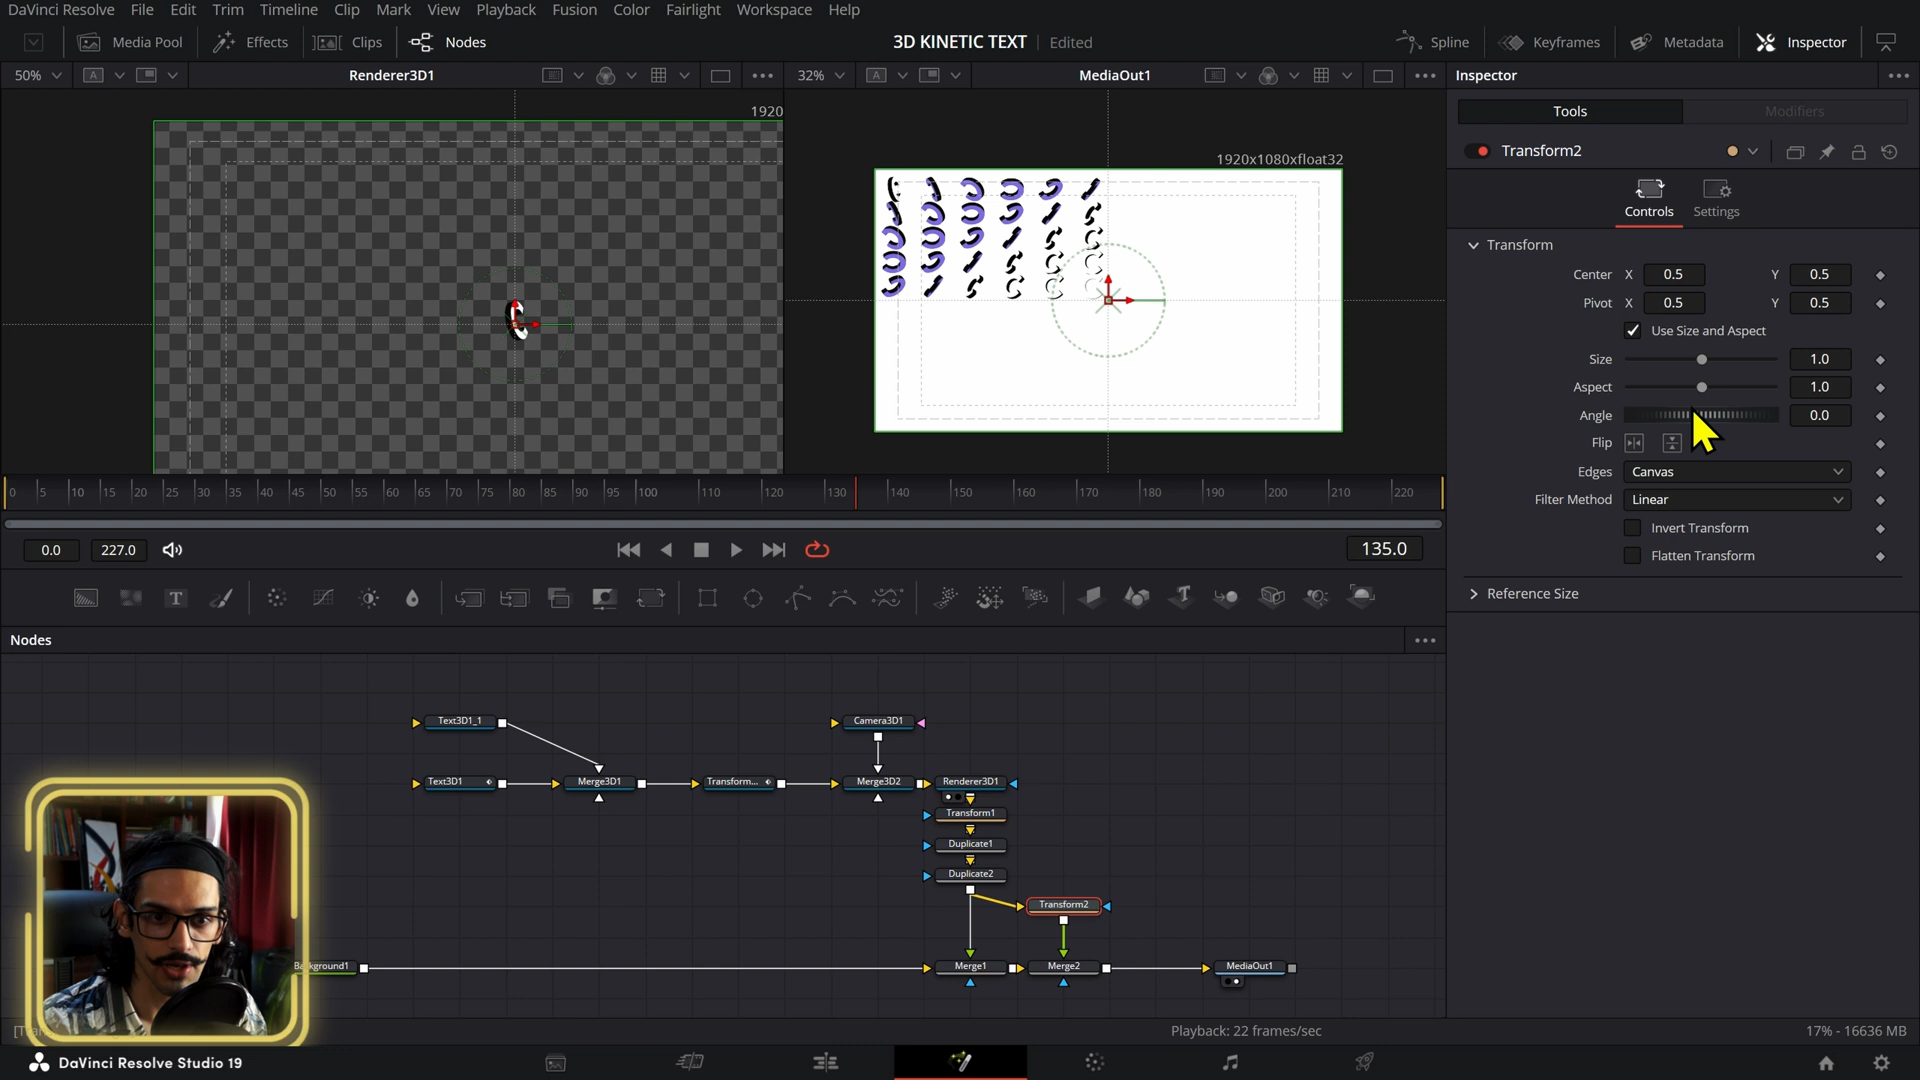 DaVinci Resolve File Edit Trim Timeline Clip Mark View Playback Fusion Color Fairlight Workspace Help
Media Pool Effects Clips Nodes 3D KINETIC TEXT Edited Spline Keyframes Metadata Inspector
50% A Renderer3D1 32% A MediaOut1 Inspector
1920
Tools Modifiers
Transform2
1920x1080xfloat32
Controls Settings
Transform
Center X 0.5 Y 0.5
Pivot X 0.5 Y 0.5
Use Size and Aspect
Size 1.0
Aspect 1.0
Angle 0.0
Flip
Edges Canvas
Filter Method Linear
Invert Transform
Flatten Transform
Reference Size
0 5 10 15 20 25 30 35 40 45 50 55 60 65 70 75 80 85 90 95 100 110 120 130 140 150 160 170 180 190 200 210 220
0.0 227.0 135.0
T T
Nodes
Text3D1_1 Camera3D1
Text3D1 Merge3D1 Transform... Merge3D2 Renderer3D1
Transform1
Duplicate1
Duplicate2
Transform2
Background1 Merge1 Merge2 MediaOut1
Playback: 22 frames/sec 17% - 16636 MB
DaVinci Resolve Studio 19